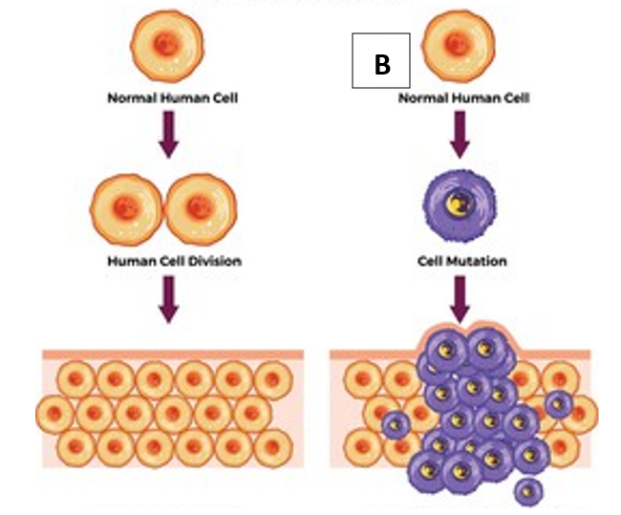 B
Normal Human Cell
Normal Human Cell
Human Cell Division
Cell Mutation